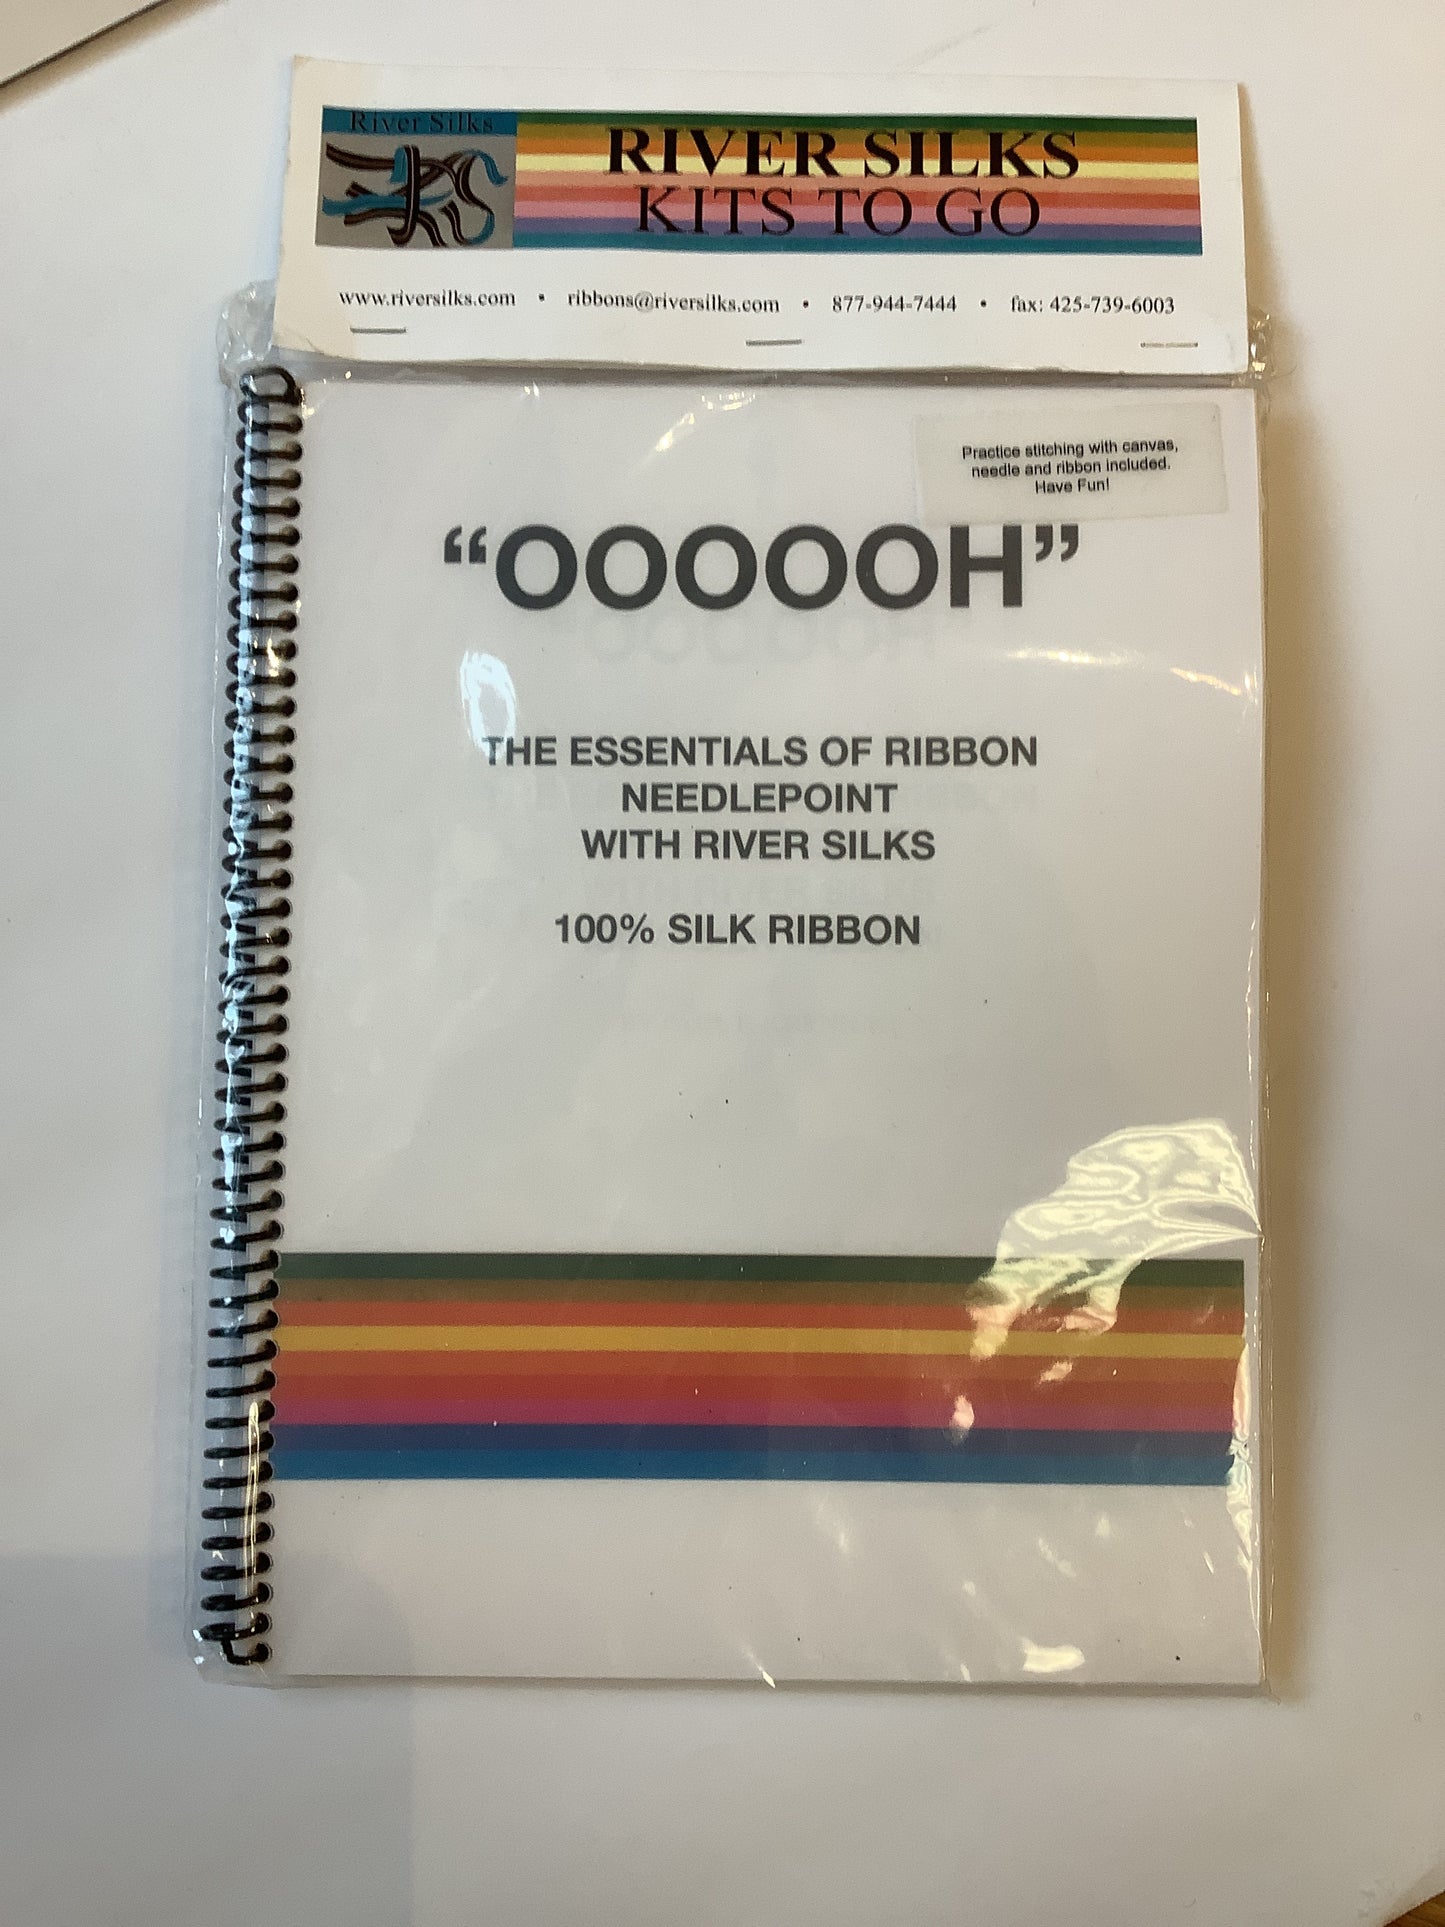 River Silks
RIVER SILKS
KITS TO GO
www.riversilks.com • ribbons@riversilks.com • 877-944-7444 • fax: 425-739-6003
Practice stitching with canvas,
needle and ribbon included.
Have Fun!
“OOOOOH”
THE ESSENTIALS OF RIBBON
NEEDLEPOINT
WITH RIVER SILKS
100% SILK RIBBON